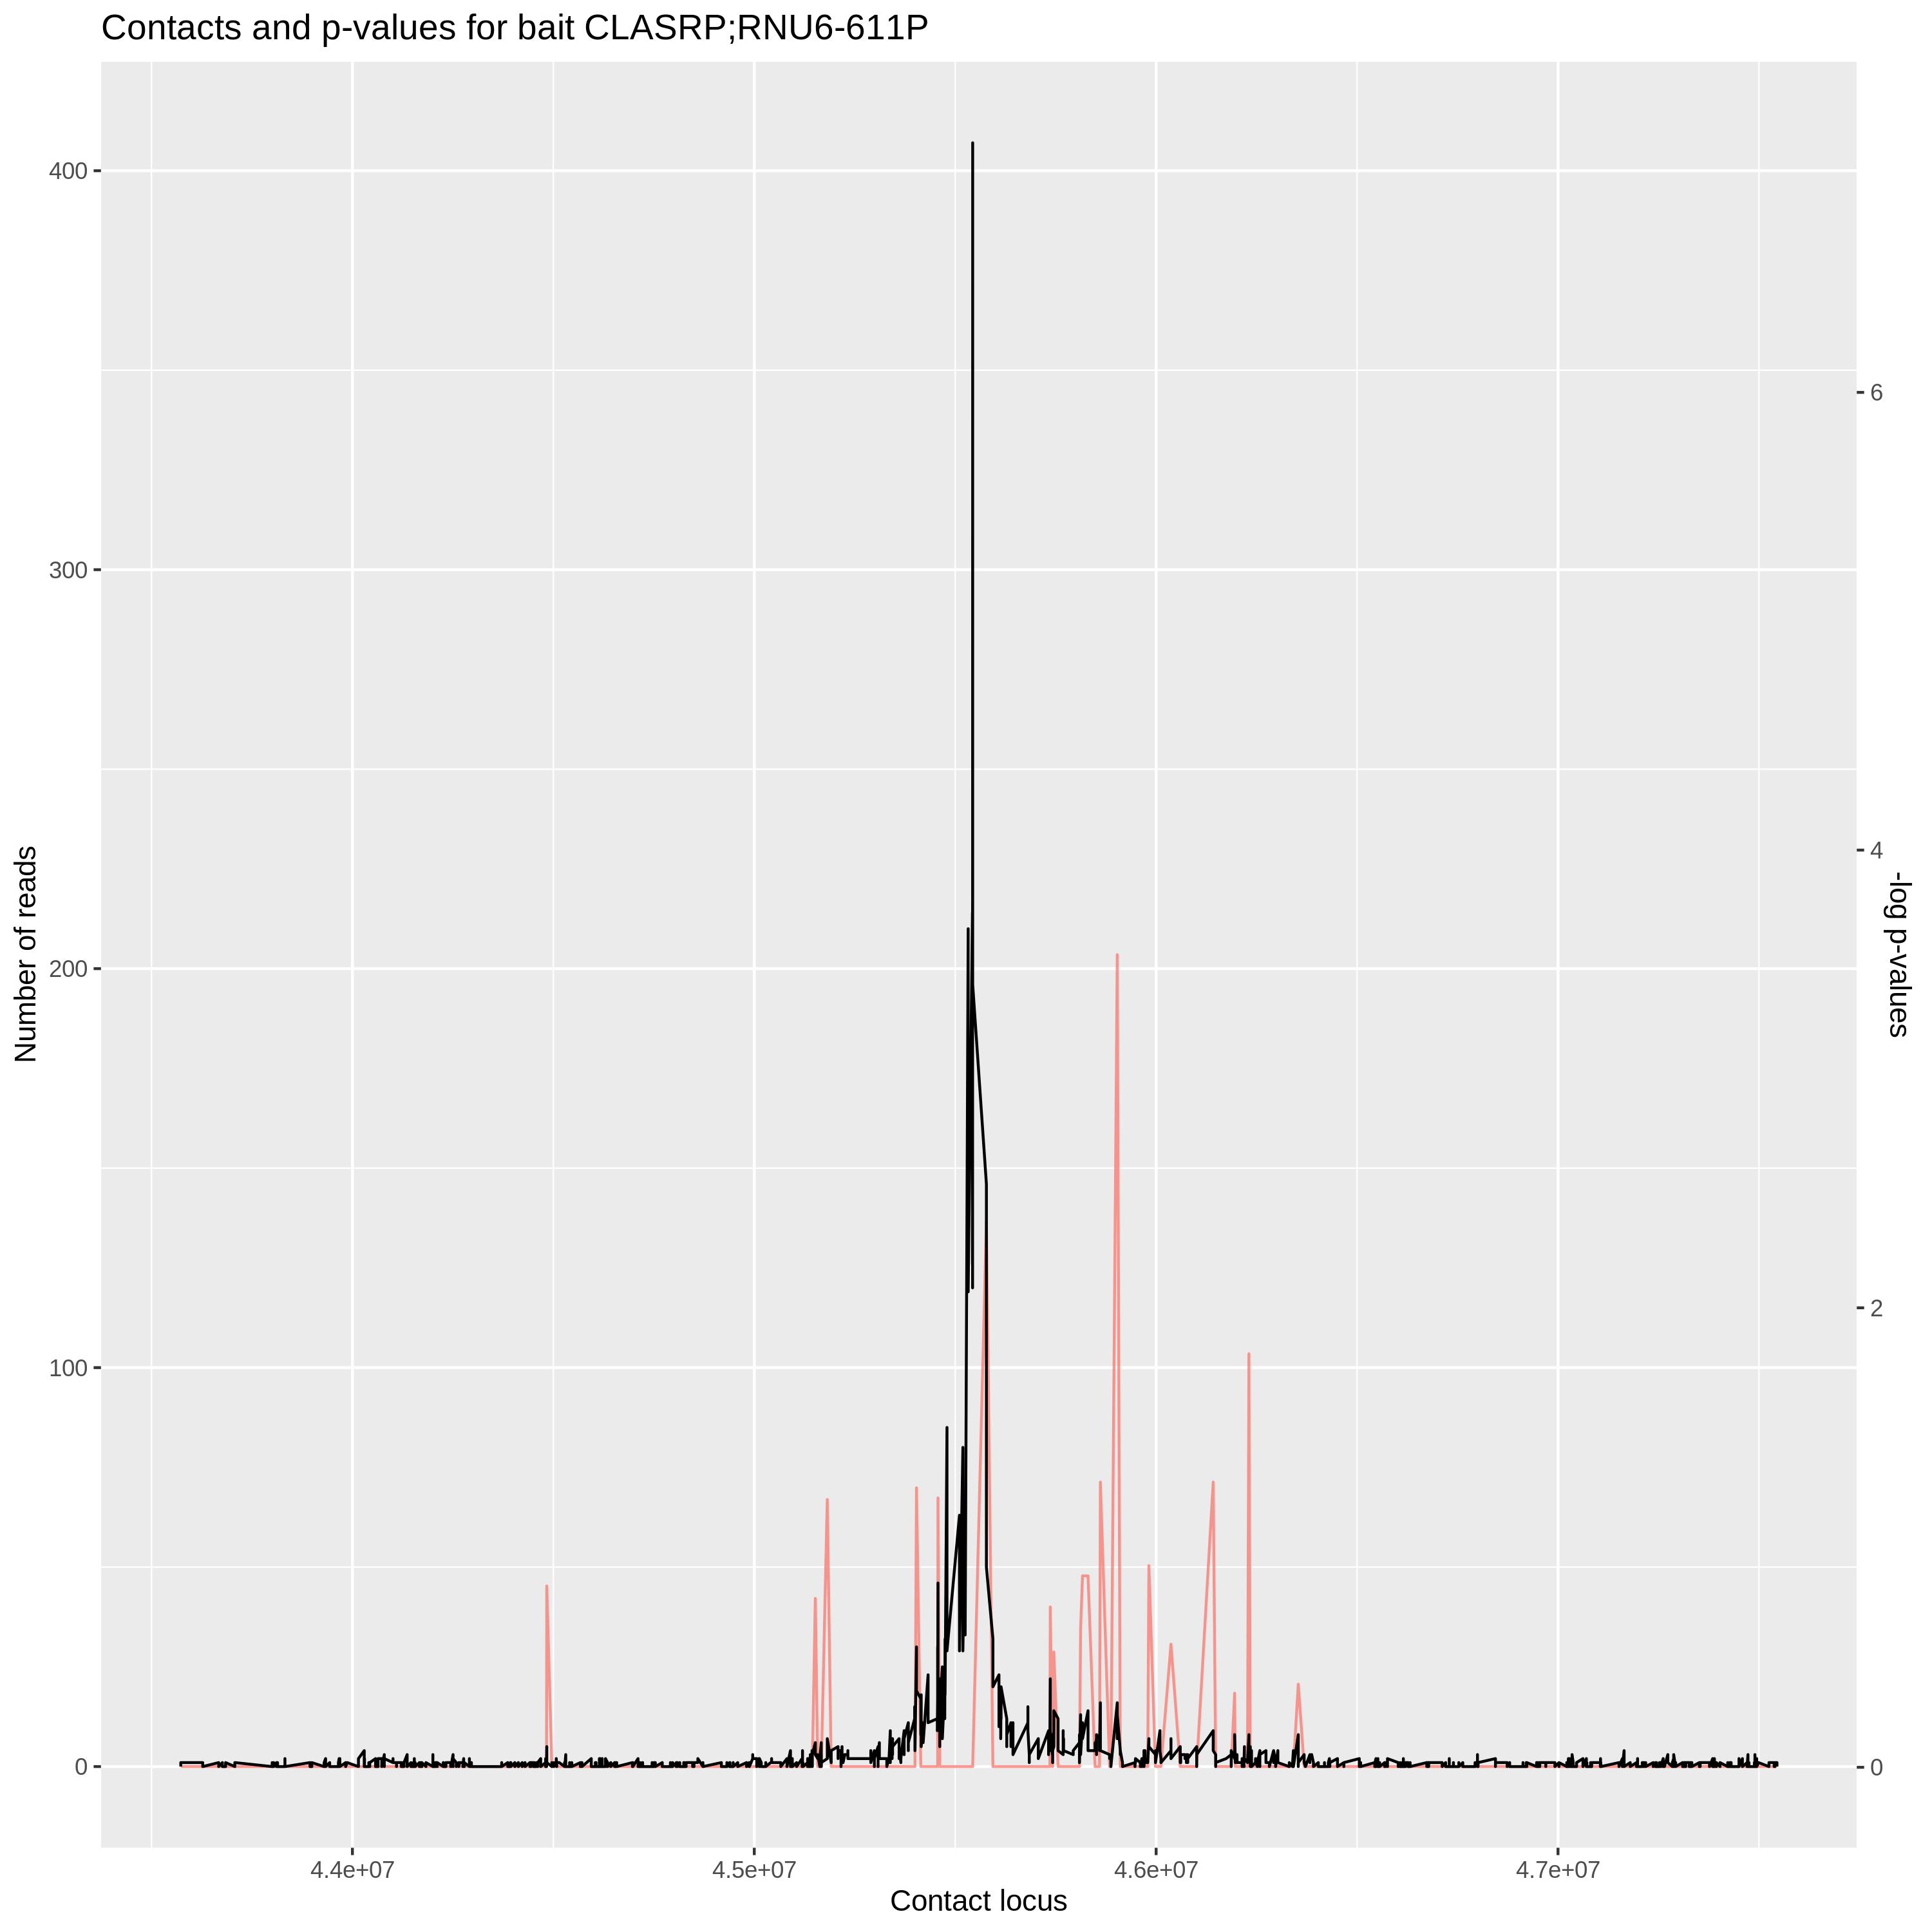 Contacts and p-values for bait CLASRP;RNU6-611P
400
300
200
100
0
Number of reads
6
4
2
0
-log p-values
4.4e+07
4.5e+07
4.6e+07
4.7e+07
Contact locus